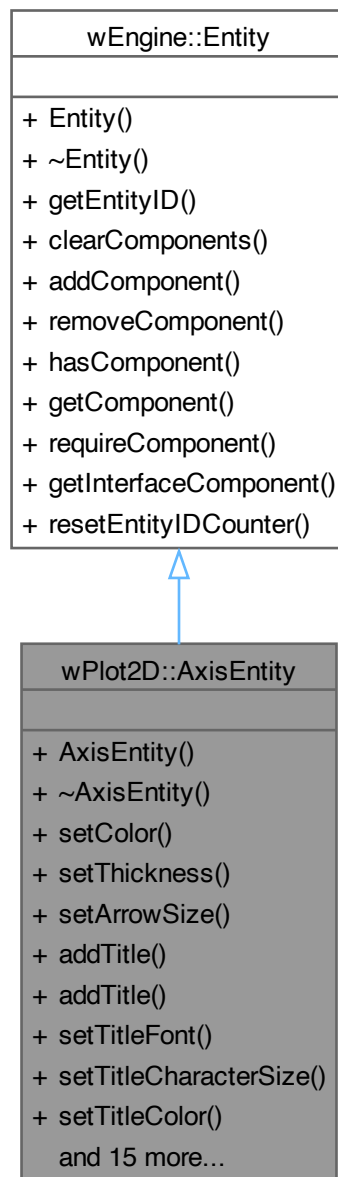 wEngine::Entity
+ Entity()
+ ~Entity()
+ getEntityID()
+ clearComponents()
+ addComponent()
+ removeComponent()
+ hasComponent()
+ getComponent()
+ requireComponent()
+ getInterfaceComponent()
+ resetEntityIDCounter()
wPlot2D::AxisEntity
+ AxisEntity()
+ ~AxisEntity()
+ setColor()
+ setThickness()
+ setArrowSize()
+ addTitle()
+ addTitle()
+ setTitleFont()
+ setTitleCharacterSize()
+ setTitleColor()
and 15 more...